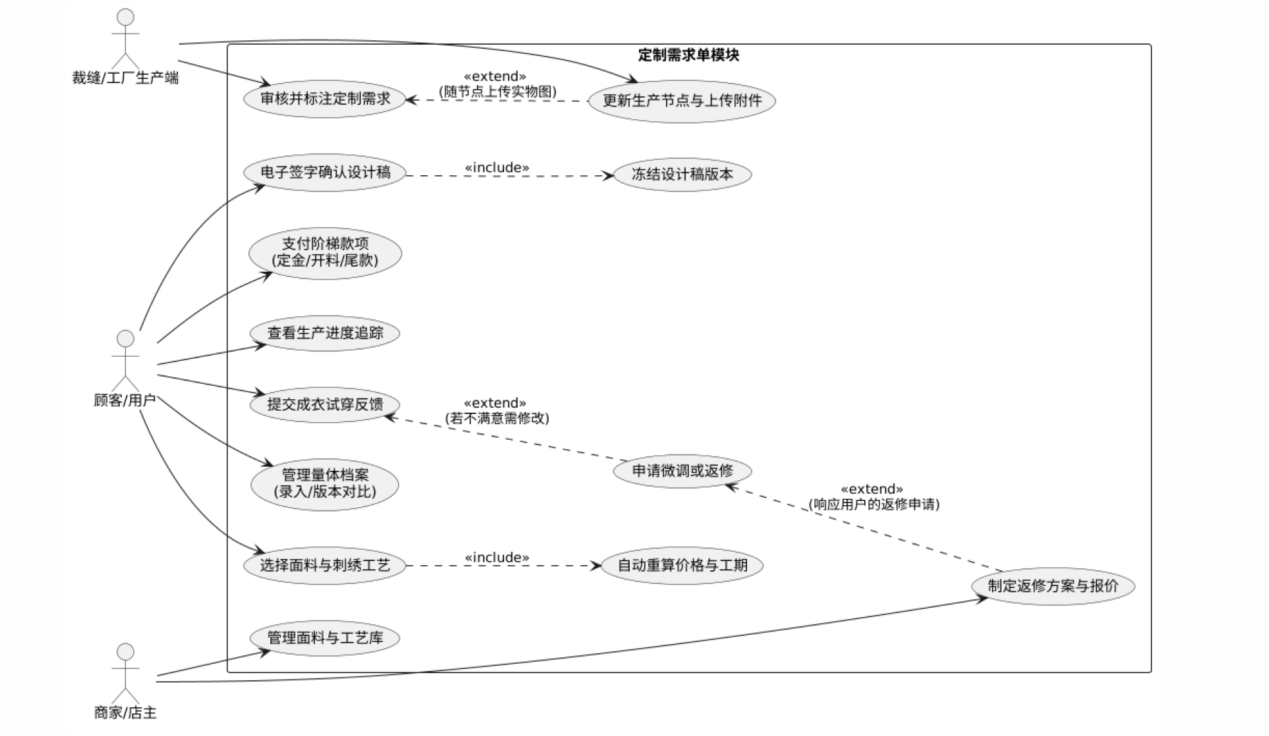 定制需求单模块
裁缝/工厂生产端
审核并标注定制需求
«extend»
(随节点上传实物图)
更新生产节点与上传附件
电子签字确认设计稿
«include»
冻结设计稿版本
支付阶梯款项
(定金/开料/尾款)
查看生产进度追踪
顾客/用户
提交成衣试穿反馈
«extend»
(若不满意需修改)
申请微调或返修
管理量体档案
(录入/版本对比)
«extend»
(响应用户的返修申请)
选择面料与刺绣工艺
«include»
自动重算价格与工期
制定返修方案与报价
管理面料与工艺库
商家/店主